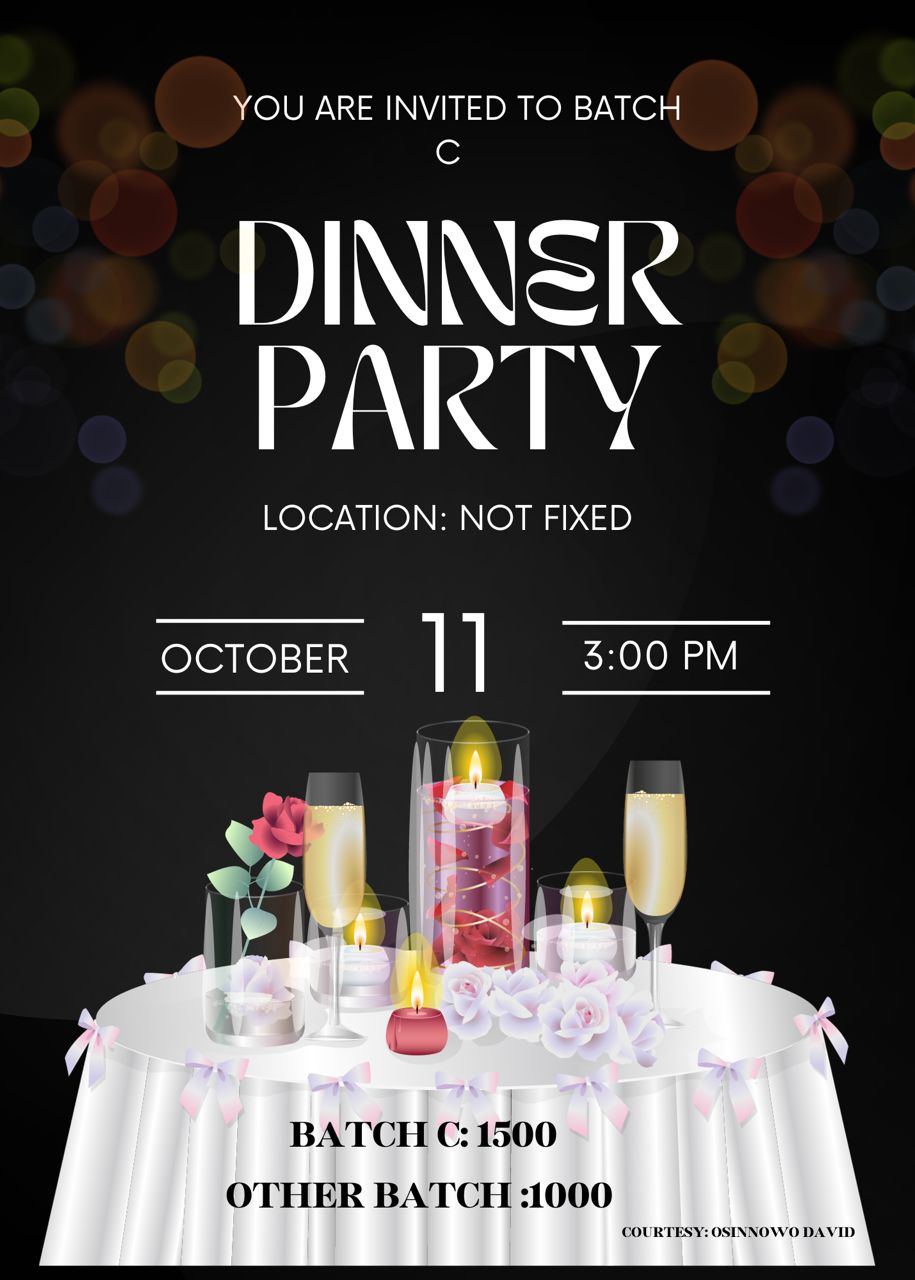 YOU ARE INVITED TO BATCH
C
DINNER
PARTY
LOCATION: NOT FIXED
OCTOBER
11
3:00 PM
BATCH C: 1500
OTHER BATCH :1000
COURTESY: OSINNOWO DAVID